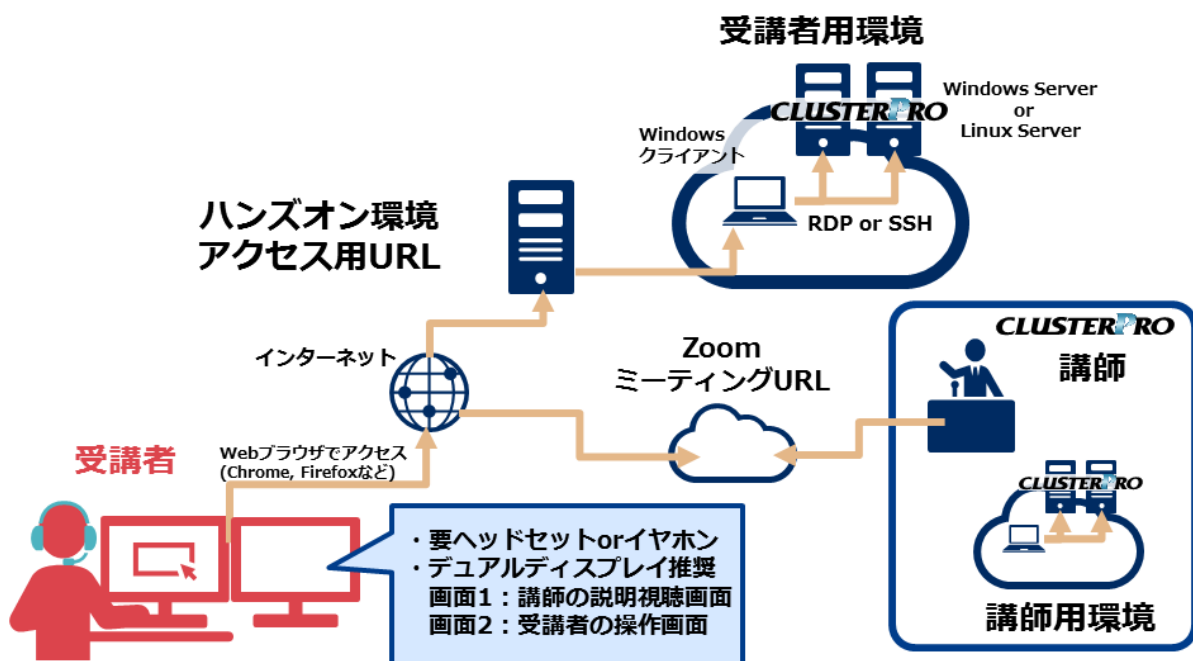 受講者用環境
CLUSTERPRO
Windows Server
or
Linux Server
Windows
クライアント
RDP or SSH
ハンズオン環境
アクセス用URL
インターネット
Zoom
ミーティングURL
CLUSTERPRO
講師
受講者
Webブラウザでアクセス
(Chrome, Firefoxなど)
・要ヘッドセットorイヤホン
・デュアルディスプレイ推奨
画面1：講師の説明視聴画面
画面2：受講者の操作画面
CLUSTERPRO
講師用環境